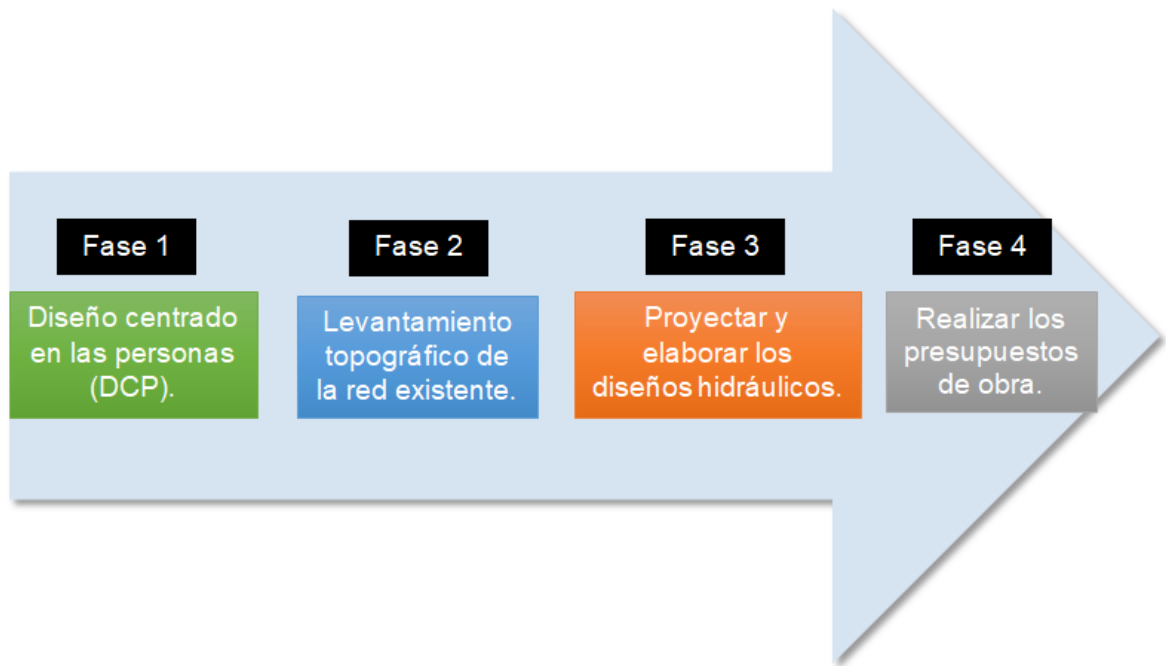 Fase 1
Diseño centrado
en las personas
(DCP).
Fase 2
Levantamiento
topográfico de
la red existente.
Fase 3
Proyectar y
elaborar los
diseños hidráulicos.
Fase 4
Realizar los
presupuestos
de obra.